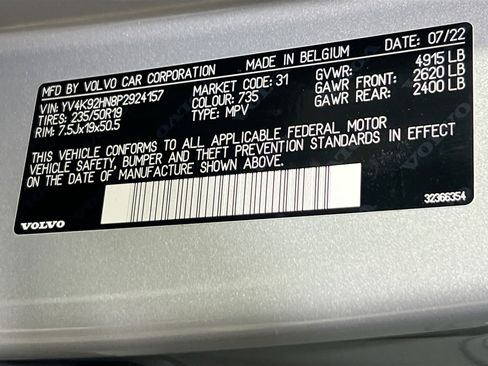 MFD BY VOLVO CAR CORPORATION MADE IN BELGIUM DATE: 07/22
VIN: YV4K92HN8P2924157 MARKET CODE: 31 GVWR: 4915 LB
TIRES: 235/50R19 COLOUR: 735 GAWR FRONT: 2620 LB
RIM: 7.5Jx19x50.5 TYPE: MPV GAWR REAR: 2400 LB
THIS VEHICLE CONFORMS TO ALL APPLICABLE FEDERAL MOTOR
VEHICLE SAFETY, BUMPER AND THEFT PREVENTION STANDARDS IN EFFECT
ON THE DATE OF MANUFACTURE SHOWN ABOVE.
VOLVO 32366354